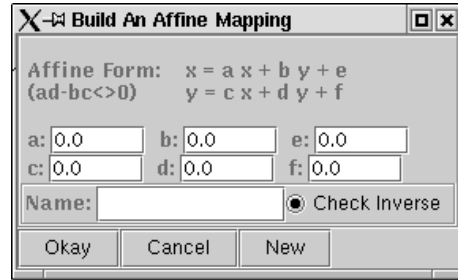 Build An Affine Mapping
Affine Form: x = a x + b y + e
(ad-bc<>0) y = c x + d y + f
a: 0.0 b: 0.0 e: 0.0
c: 0.0 d: 0.0 f: 0.0
Name: Check Inverse
Okay Cancel New